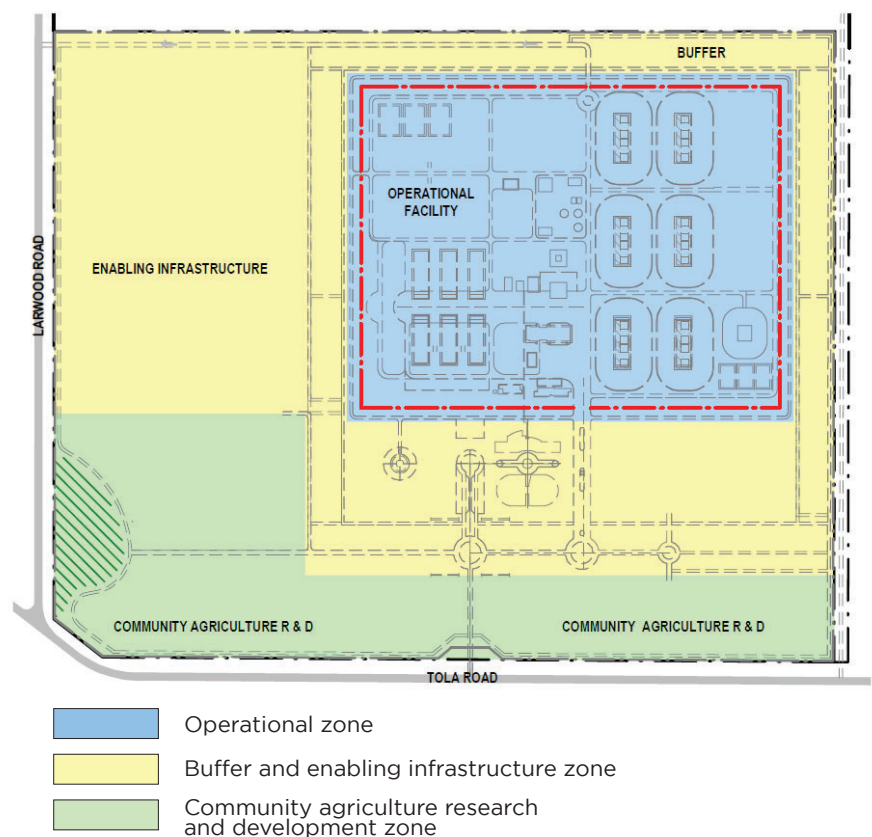 BUFFER
OPERATIONAL
FACILITY
ENABLING INFRASTRUCTURE
LARWOOD ROAD
COMMUNITY AGRICULTURE R & D
COMMUNITY AGRICULTURE R & D
TOLA ROAD
Operational zone
Buffer and enabling infrastructure zone
Community agriculture research
and development zone